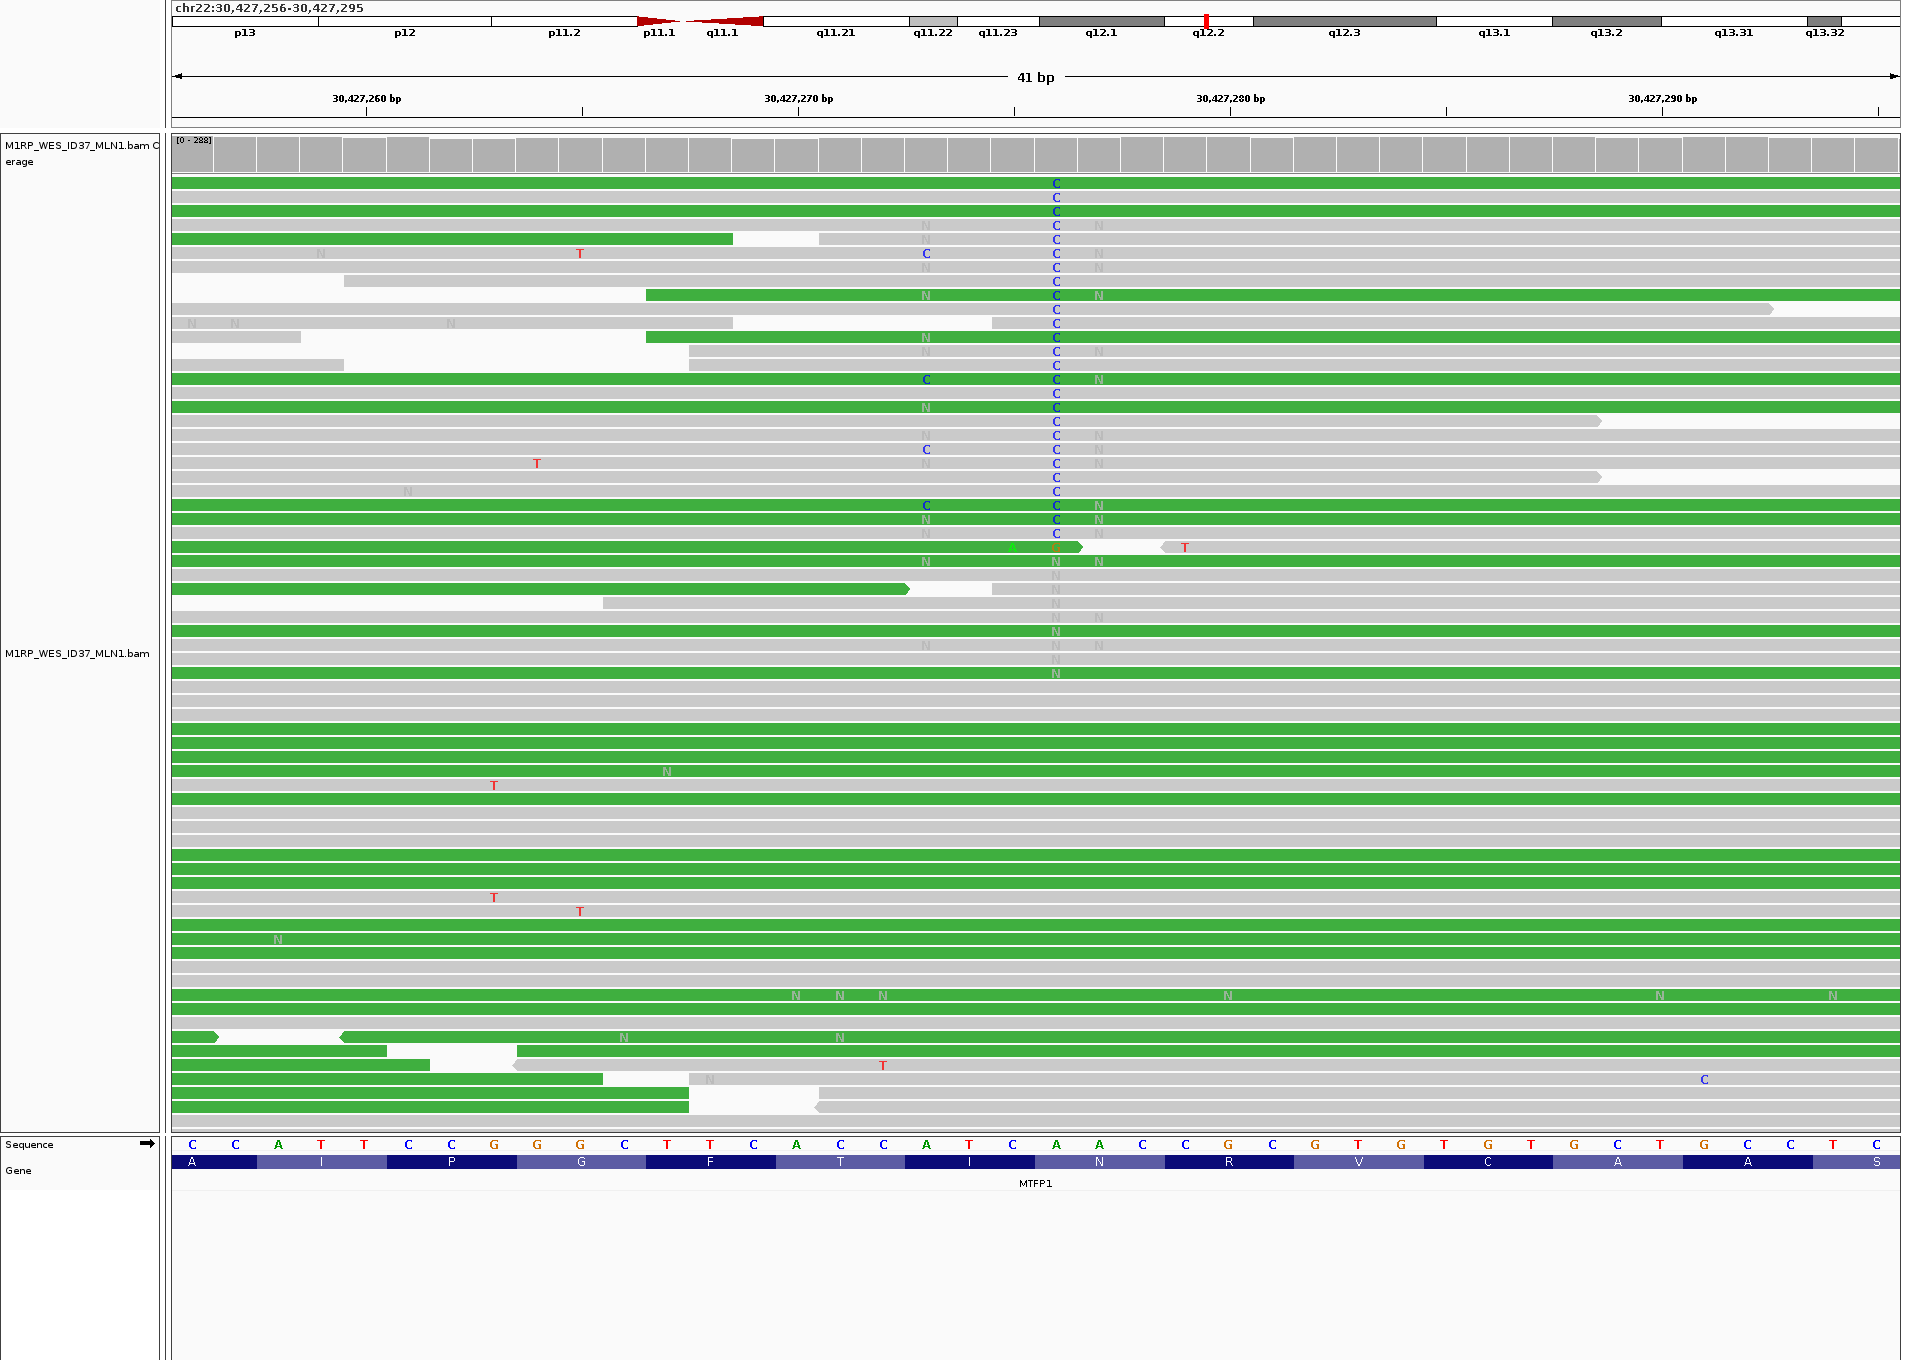 chr22:30,427,256-30,427,295
p13 p12 p11.2 p11.1 q11.1 q11.21 q11.22 q11.23 q12.1 q12.2 q12.3 q13.1 q13.2 q13.31 q13.32
41 bp
30,427,260 bp 30,427,270 bp 30,427,280 bp 30,427,290 bp
M1RP_WES_ID37_MLN1.bam C
erage
[0 - 288]
C
C
C
N C N
N C
N T C C N
N C N
C
N C N
C
N N N C
N C
N C N
C
C C N
C
N C
C
N C N
C C
T N C N
C
N C
C C N
N C N
N C N
A G T
N N N
N
N
N
N N
N
N N N
M1RP_WES_ID37_MLN1.bam
N
N
N
T
T
T
N
N N N N N N
N N
T
N C
Sequence C C A T T C C G G G C T T C A C C A T C A A C C G C G T G T G T G C T G C C T C
Gene A I P G F T I N R V C A A S
MTFP1